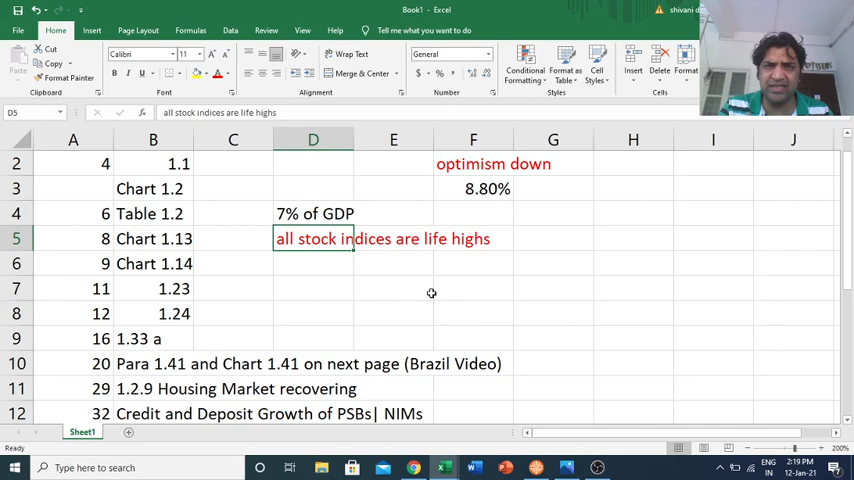 Book1 - Excel
shivani d
File Home Insert Page Layout Formulas Data Review View Help Tell me what you want to do
Cut
Copy
Format Painter
Paste
Clipboard
Calibri 11
B I U
Font
Wrap Text
Merge & Center
Alignment
General
$ % ,
Number
Conditional Formatting
Format as Table
Cell Styles
Styles
Insert Delete Format
Cells
D5 fx all stock indices are life highs
A B C D E F G H I J
2 4 1.1 optimism down
3 Chart 1.2 8.80%
4 6 Table 1.2 7% of GDP
5 8 Chart 1.13 all stock indices are life highs
6 9 Chart 1.14
7 11 1.23
8 12 1.24
9 16 1.33 a
10 20 Para 1.41 and Chart 1.41 on next page (Brazil Video)
11 29 1.2.9 Housing Market recovering
12 32 Credit and Deposit Growth of PSBs| NIMs
Sheet1
Ready
200%
Type here to search
ENG
IN
2:19 PM
12-Jan-21